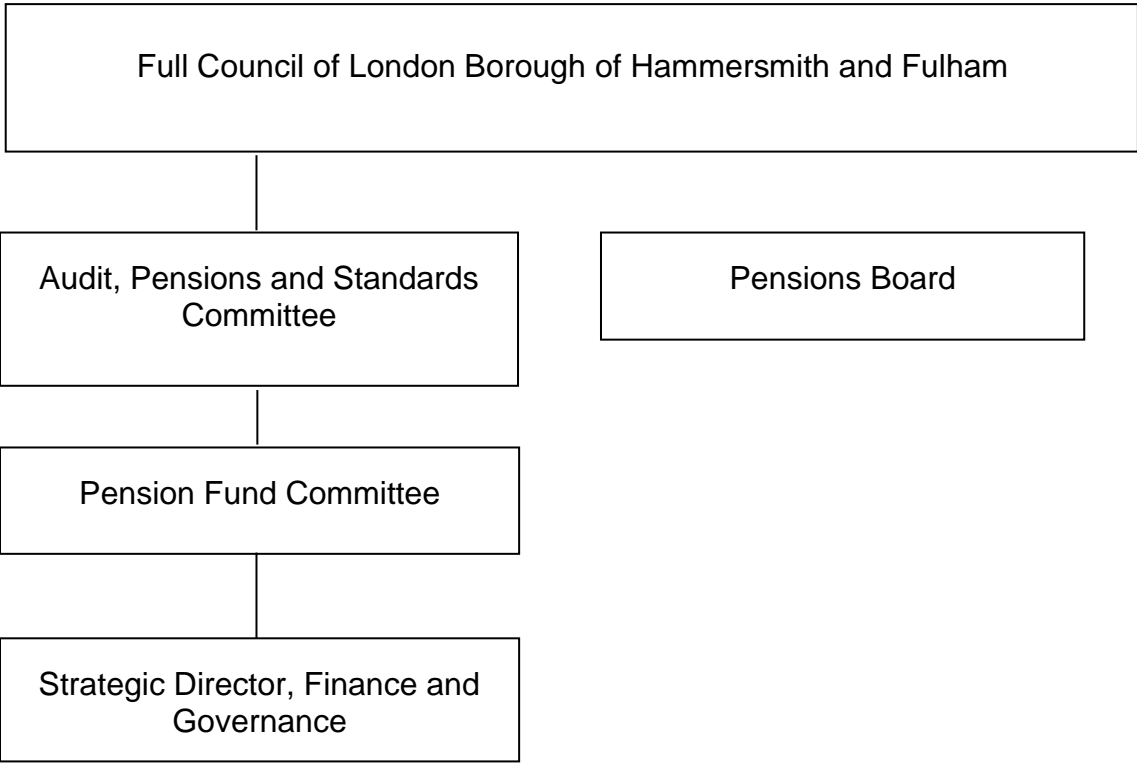 Full Council of London Borough of Hammersmith and Fulham
Audit, Pensions and Standards
Committee
Pensions Board
Pension Fund Committee
Strategic Director, Finance and
Governance